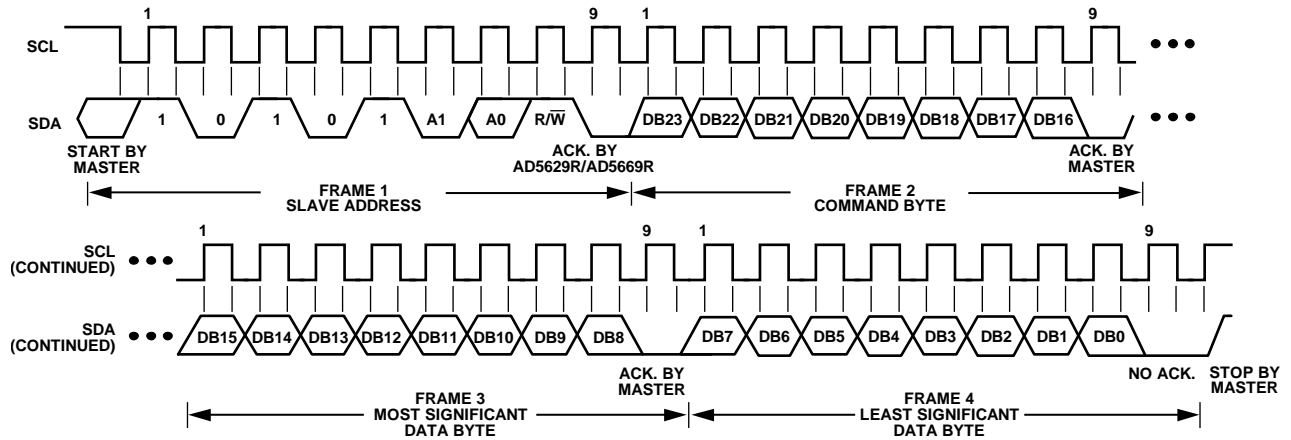 1 9 1 9
SCL
SDA
1 0 1 0 1 A1 A0 R/W̅ DB23 DB22 DB21 DB20 DB19 DB18 DB17 DB16
START BY
MASTER
ACK. BY
AD5629R/AD5669R
ACK. BY
MASTER
FRAME 1
SLAVE ADDRESS
FRAME 2
COMMAND BYTE
1 9 1 9
SCL
(CONTINUED)
SDA
(CONTINUED)
DB15 DB14 DB13 DB12 DB11 DB10 DB9 DB8 DB7 DB6 DB5 DB4 DB3 DB2 DB1 DB0
ACK. BY
MASTER
NO ACK.
STOP BY
MASTER
FRAME 3
MOST SIGNIFICANT
DATA BYTE
FRAME 4
LEAST SIGNIFICANT
DATA BYTE